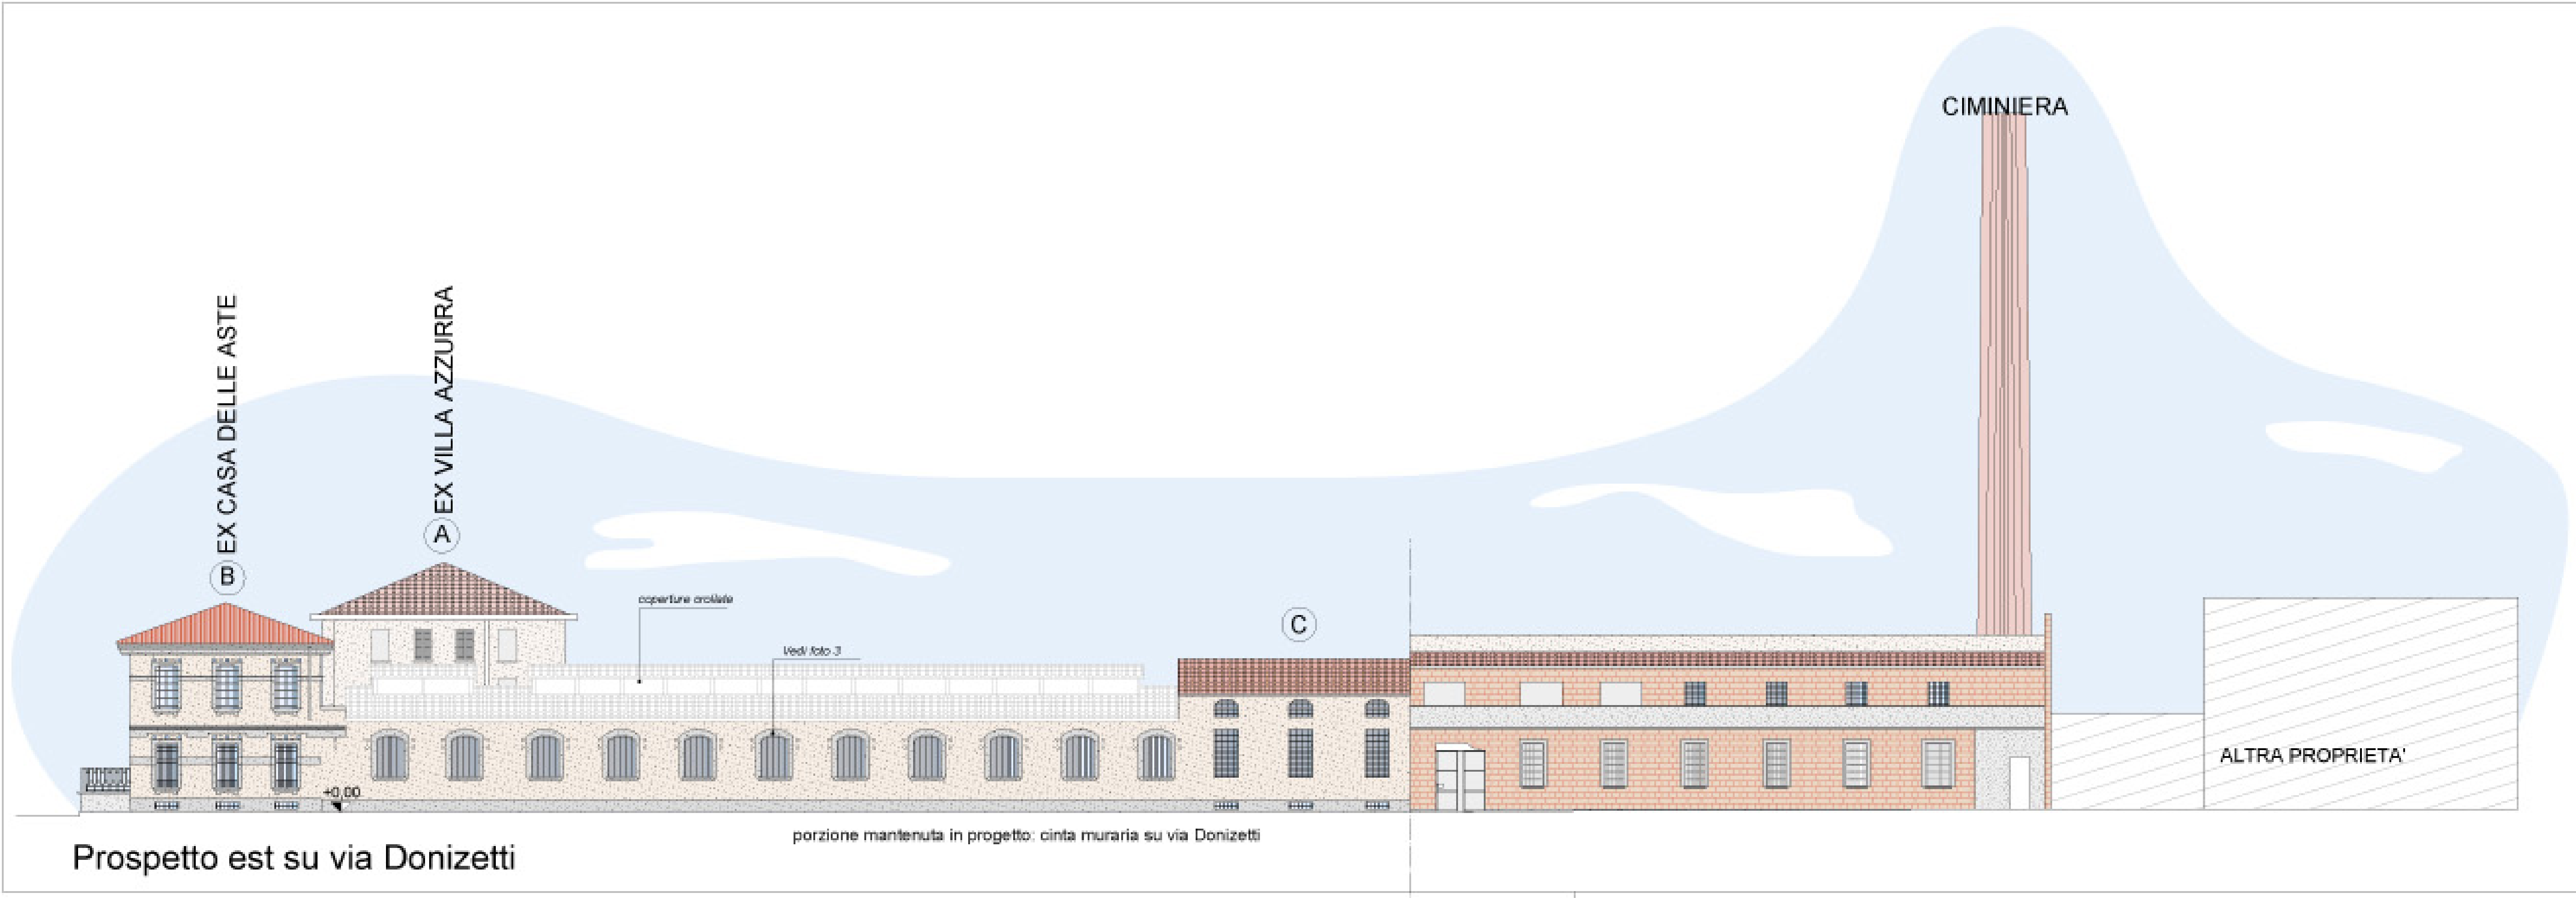 CIMINIERA
EX CASA DELLE ASTE
B
EX VILLA AZZURRA
A
coperture crollate
Vedi foto 3
C
ALTRA PROPRIETA'
+0,00
porzione mantenuta in progetto: cinta muraria su via Donizetti
Prospetto est su via Donizetti